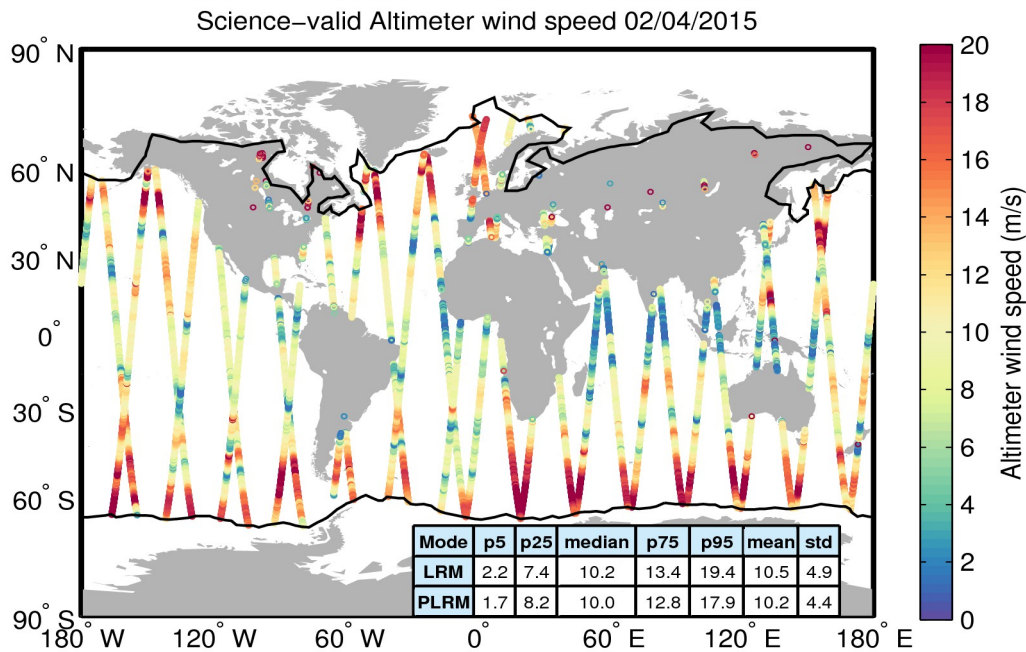 Science−valid Altimeter wind speed 02/04/2015
90° N
60° N
30° N
0°
30° S
60° S
90° S
180° W
120° W
60° W
0°
60° E
120° E
180° E
20
18
16
14
12
10
8
6
4
2
0
Altimeter wind speed (m/s)
Mode p5 p25 median p75 p95 mean std
LRM 2.2 7.4 10.2 13.4 19.4 10.5 4.9
PLRM 1.7 8.2 10.0 12.8 17.9 10.2 4.4